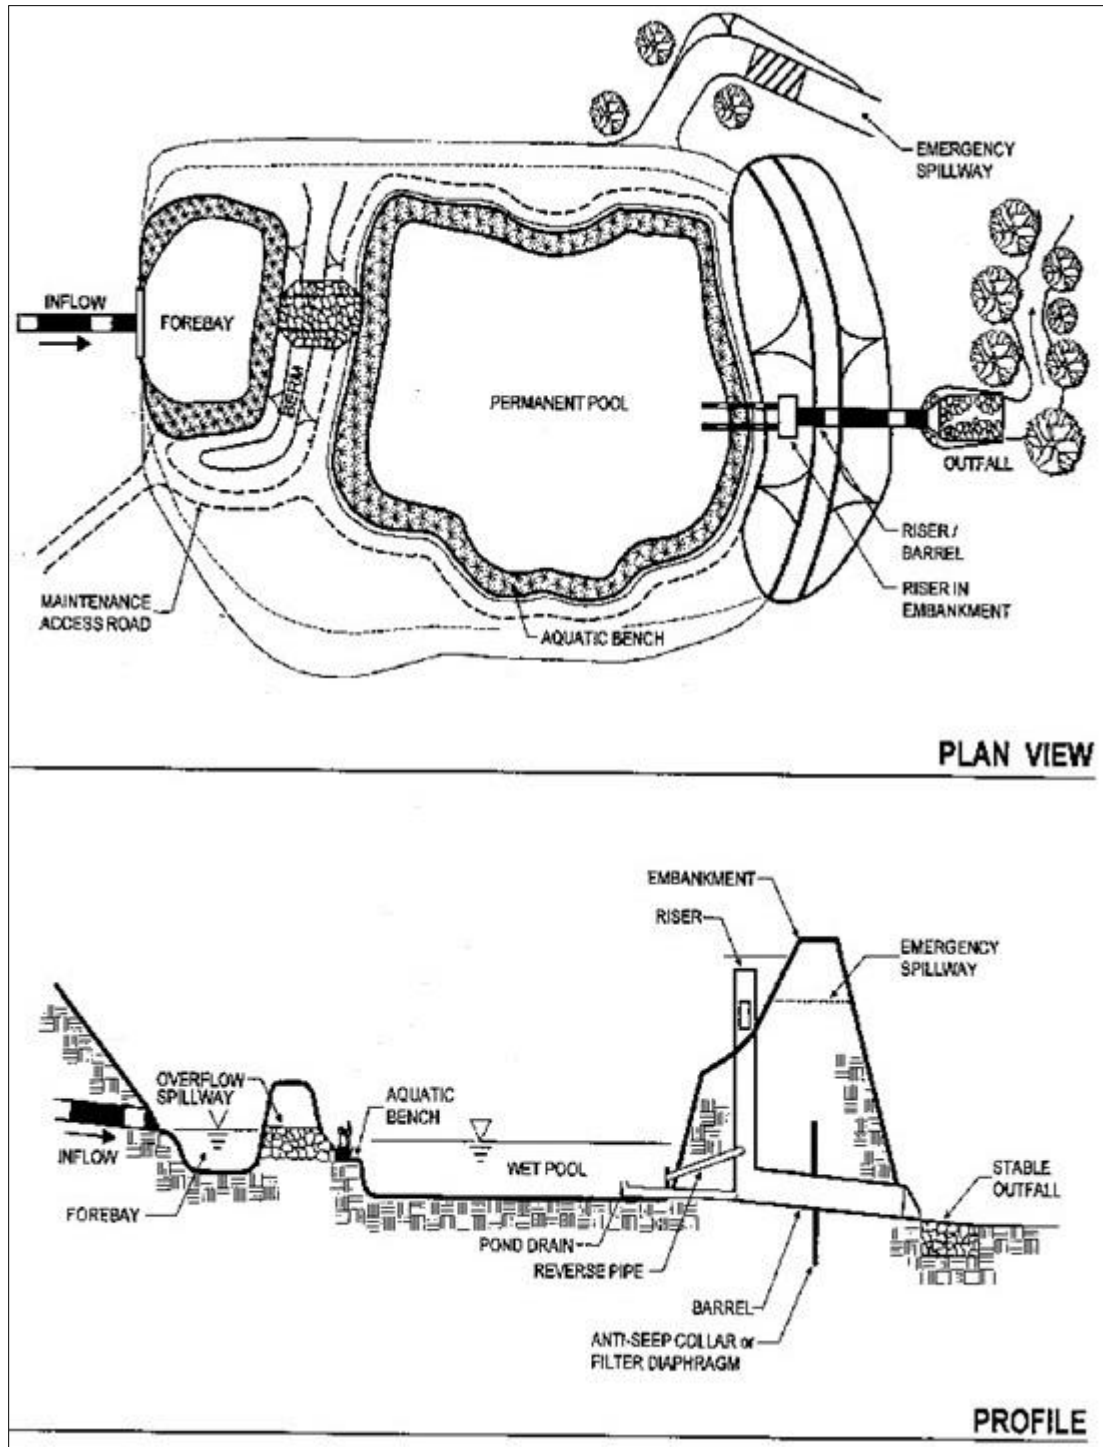 EMERGENCY
SPILLWAY
INFLOW
FOREBAY
BERM
PERMANENT POOL
OUTFALL
RISER /
BARREL
RISER IN
EMBANKMENT
MAINTENANCE
ACCESS ROAD
AQUATIC BENCH
PLAN VIEW
EMBANKMENT
RISER
EMERGENCY
SPILLWAY
OVERFLOW
SPILLWAY
AQUATIC
BENCH
INFLOW
WET POOL
STABLE
OUTFALL
FOREBAY
POND DRAIN
REVERSE PIPE
BARREL
ANTI-SEEP COLLAR or
FILTER DIAPHRAGM
PROFILE